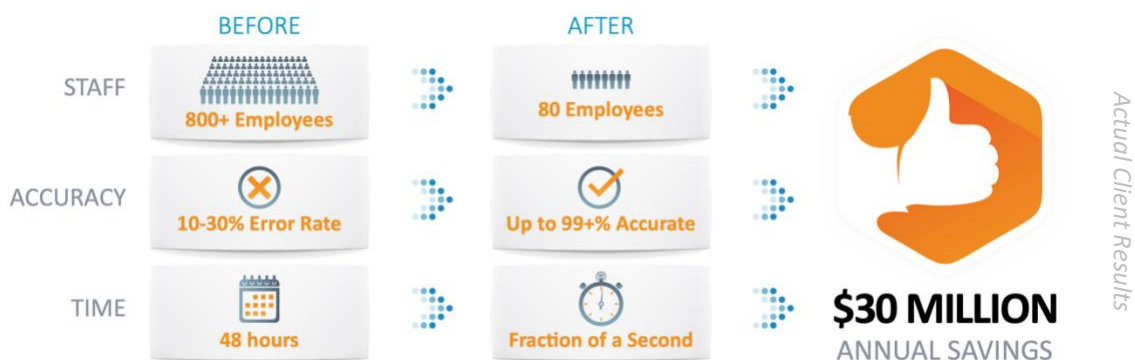 BEFORE
AFTER
STAFF
800+ Employees
80 Employees
ACCURACY
10-30% Error Rate
Up to 99+% Accurate
TIME
48 hours
Fraction of a Second
$30 MILLION
ANNUAL SAVINGS
Actual Client Results